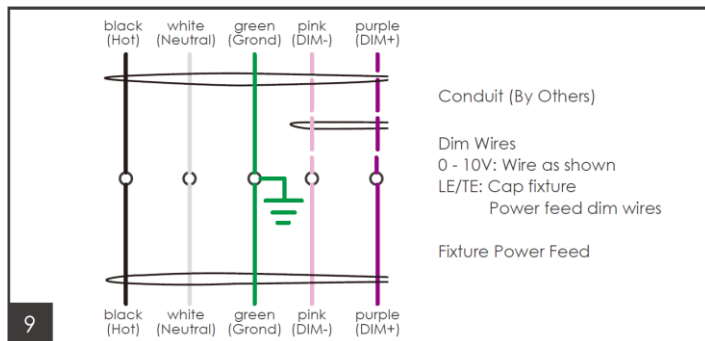 black white green pink purple
(Hot) (Neutral) (Grond) (DIM-) (DIM+)
Conduit (By Others)
Dim Wires
0 - 10V: Wire as shown
LE/TE: Cap fixture
Power feed dim wires
Fixture Power Feed
black white green pink purple
(Hot) (Neutral) (Grond) (DIM-) (DIM+)
9